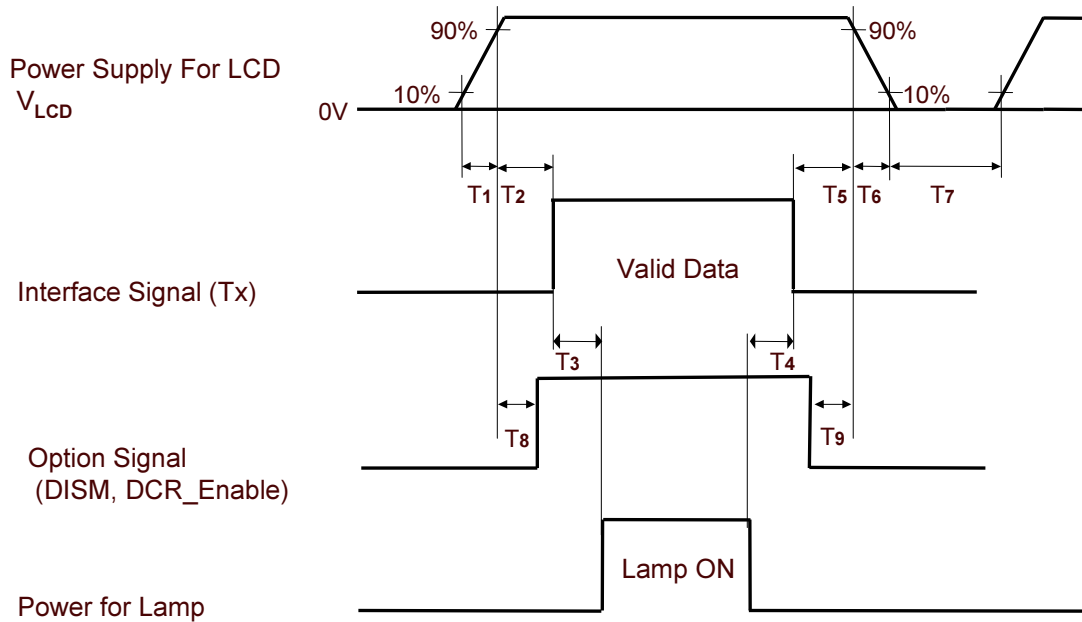 90%
90%
Power Supply For LCD
VLCD
10%
10%
0V
T1
T2
T5
T6
T7
Valid Data
Interface Signal (Tx)
T3
T4
T8
T9
Option Signal
(DISM, DCR_Enable)
Lamp ON
Power for Lamp